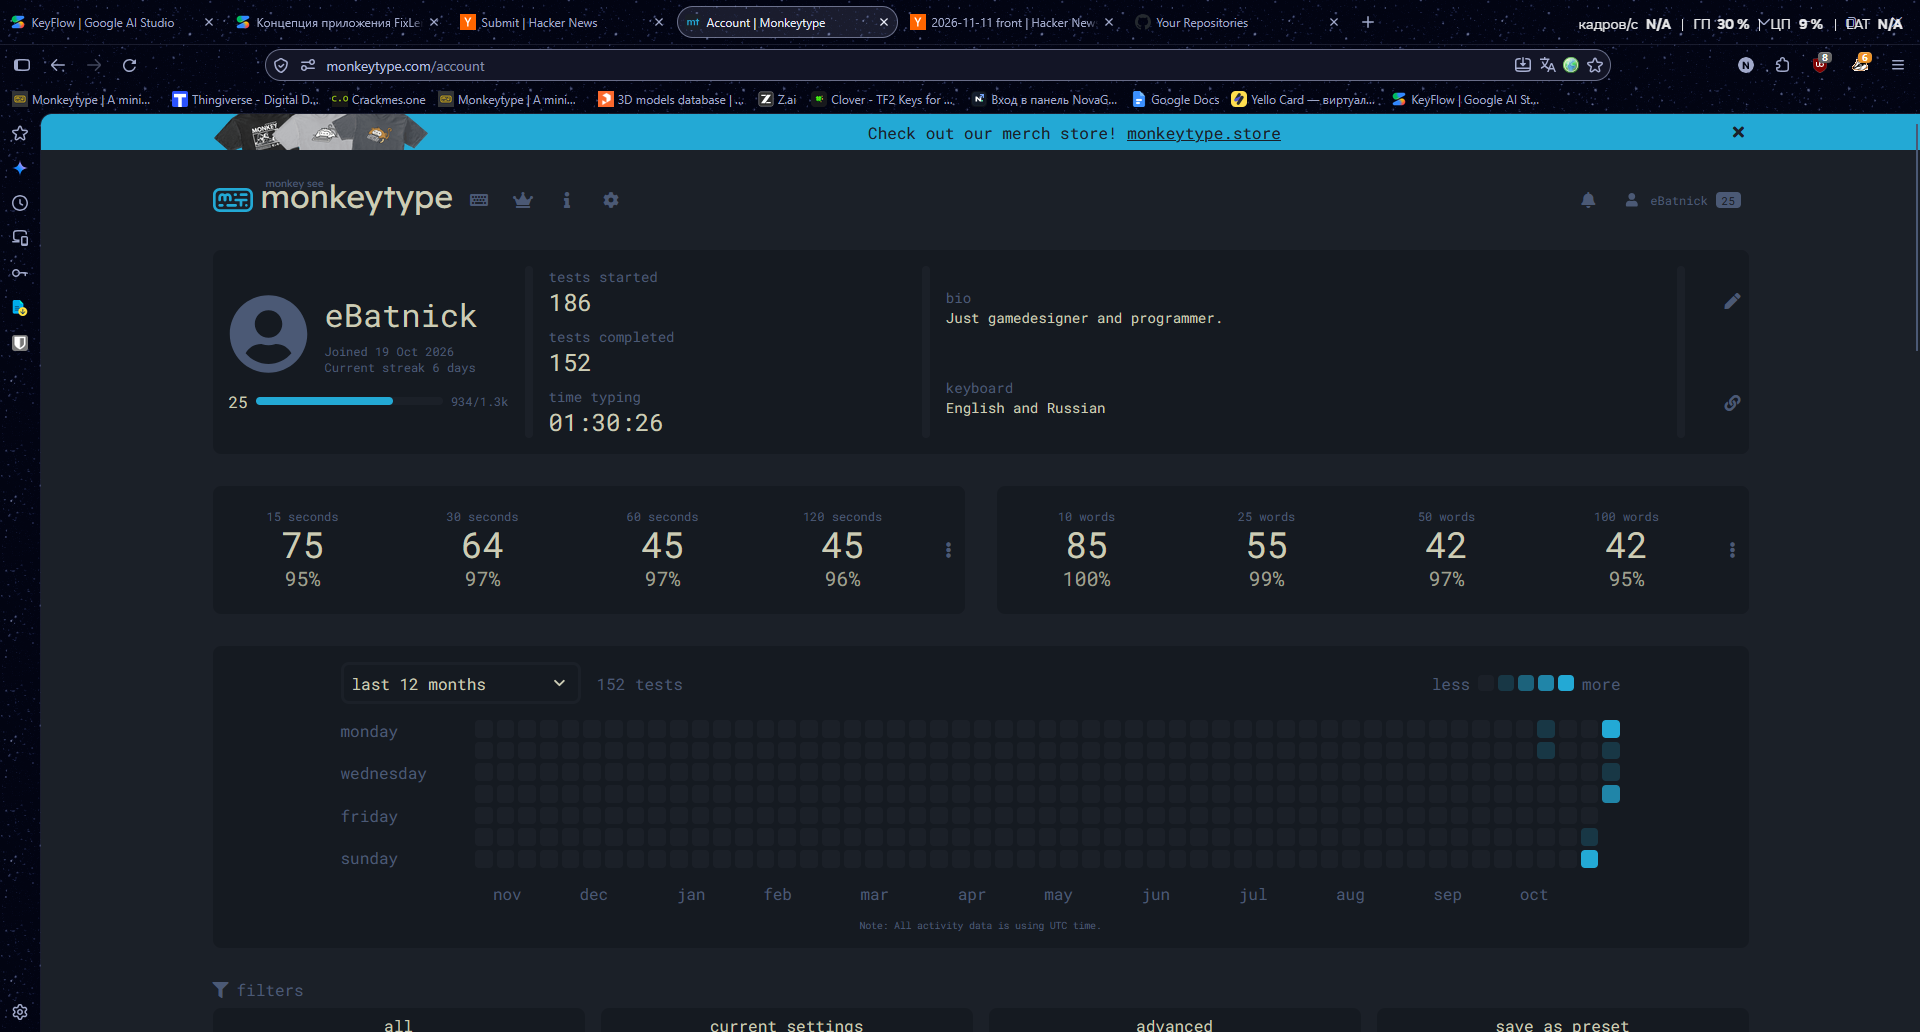 KeyFlow | Google AI Studio
Концепция приложения FixLe
Submit | Hacker News
Account | Monkeytype
2026-11-11 front | Hacker New
Your Repositories
кадров/с N/A | ГП 30 % | ЦП 9 % | LAT N/A
monkeytype.com/account
N
8
6
Monkeytype | A mini...
Thingiverse - Digital D...
Crackmes.one
Monkeytype | A mini...
3D models database | ...
Z.ai
Clover - TF2 Keys for ...
Вход в панель NovaG...
Google Docs
Yello Card — виртуал...
KeyFlow | Google AI St...
Check out our merch store! monkeytype.store
monkey see
monkeytype
eBatnick 25
eBatnick
Joined 19 Oct 2026
Current streak 6 days
25 934/1.3k
tests started
186
tests completed
152
time typing
01:30:26
bio
Just gamedesigner and programmer.
keyboard
English and Russian
15 seconds
75
95%
30 seconds
64
97%
60 seconds
45
97%
120 seconds
45
96%
10 words
85
100%
25 words
55
99%
50 words
42
97%
100 words
42
95%
last 12 months
152 tests
less more
monday
wednesday
friday
sunday
nov dec jan feb mar apr may jun jul aug sep oct
Note: All activity data is using UTC time.
filters
all
current settings
advanced
save as preset